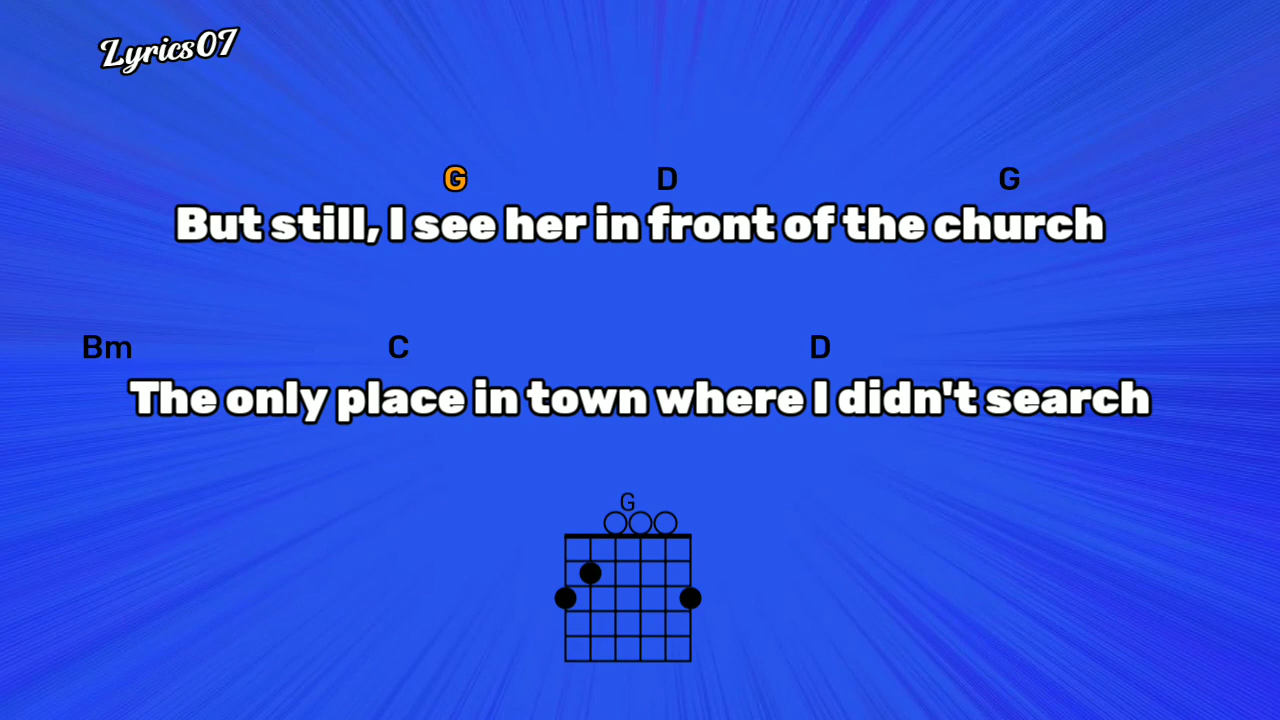 Lyrics07
G D G
But still, I see her in front of the church
Bm C D
The only place in town where I didn't search
G